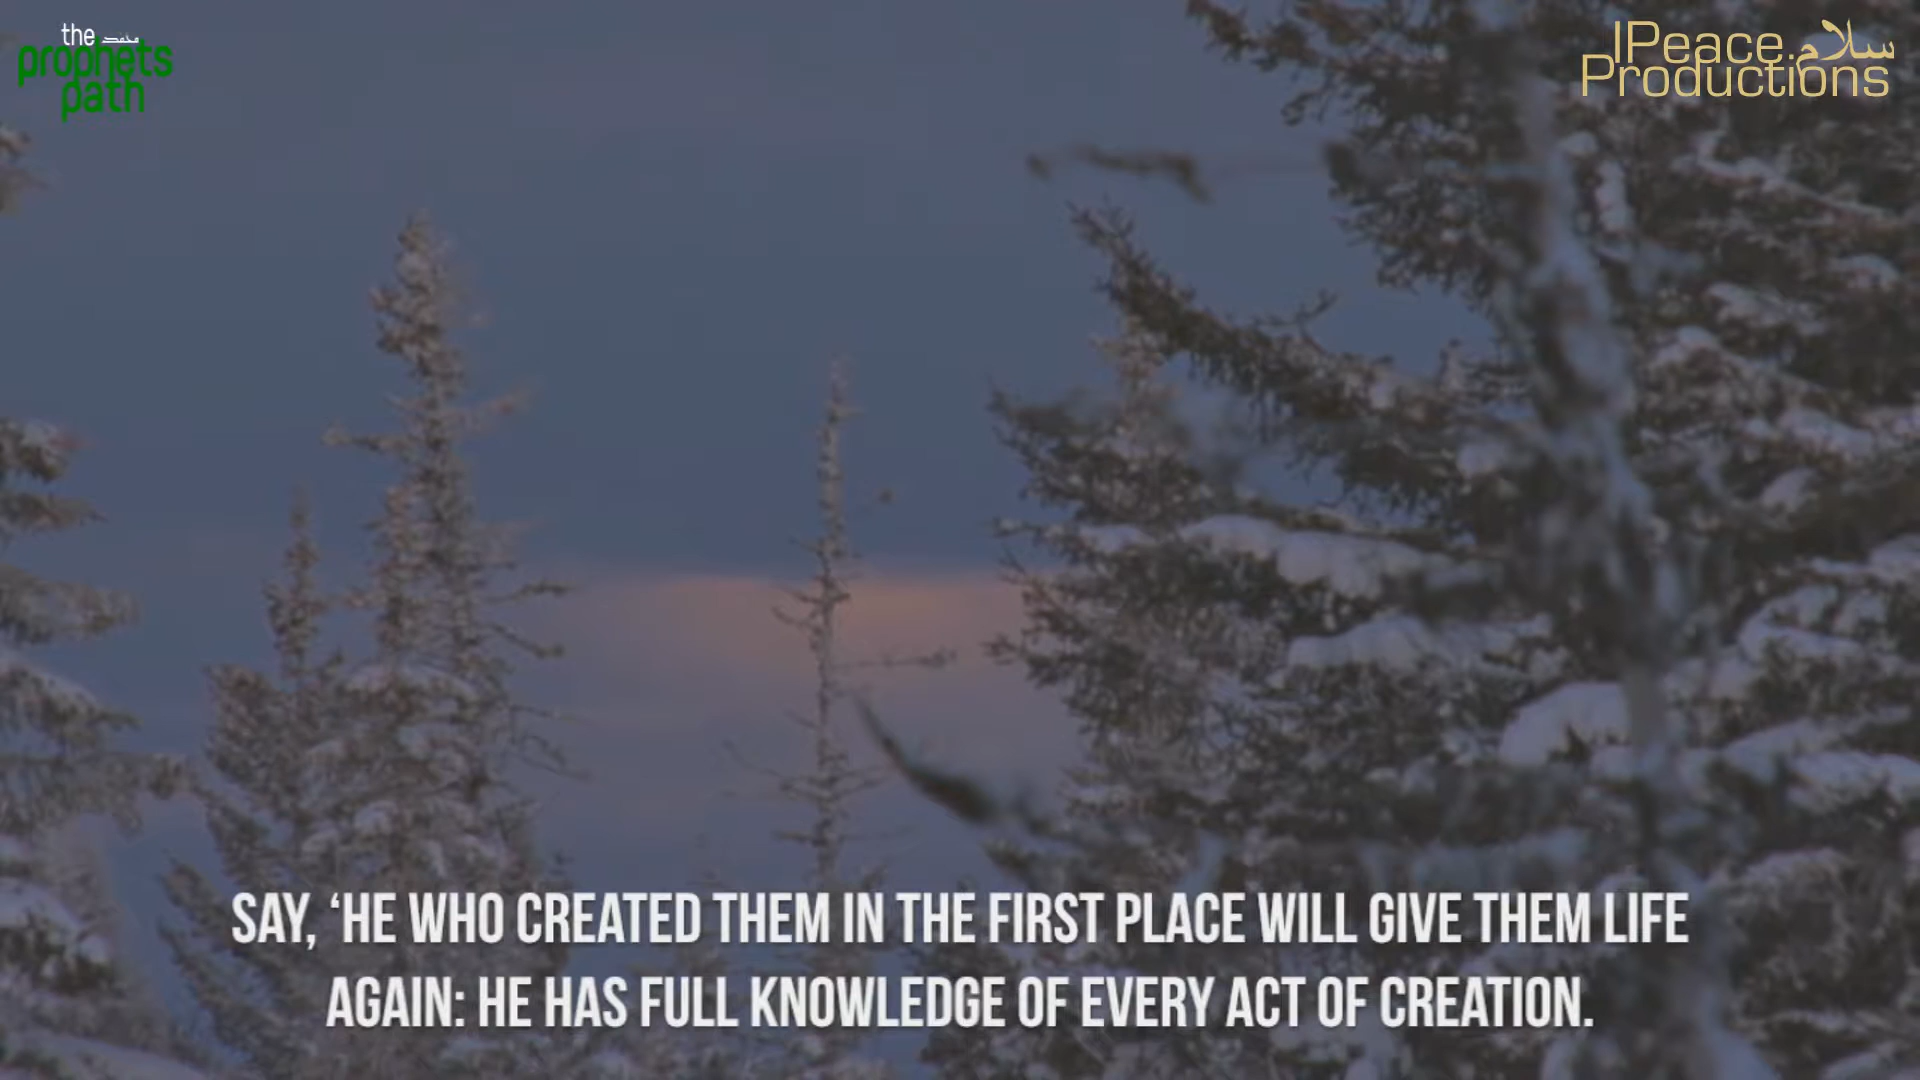 the محمد
prophets
path
IPeace سلام
Productions
SAY, ‘HE WHO CREATED THEM IN THE FIRST PLACE WILL GIVE THEM LIFE
AGAIN: HE HAS FULL KNOWLEDGE OF EVERY ACT OF CREATION.